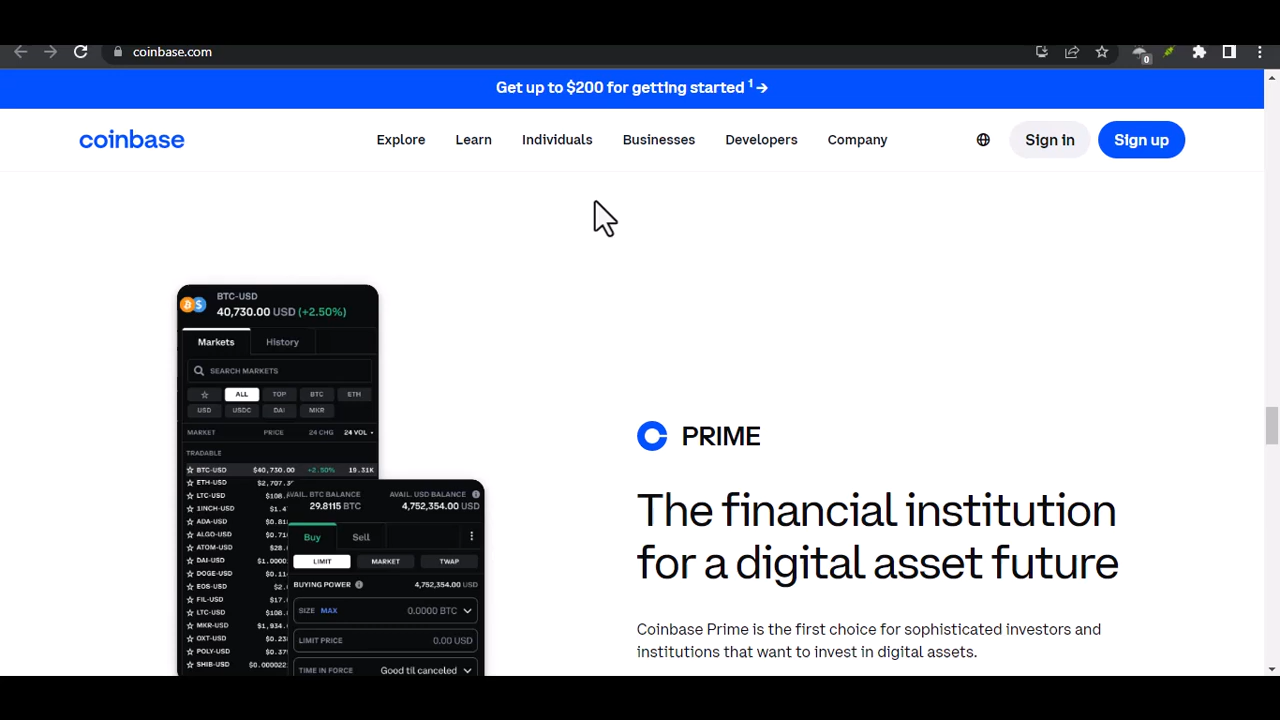 coinbase.com
0
Get up to $200 for getting started 1 →
coinbase
Explore
Learn
Individuals
Businesses
Developers
Company
Sign in
Sign up
BTC-USD
40,730.00 USD (+2.50%)
Markets
History
SEARCH MARKETS
ALL
TOP
BTC
ETH
USD
USDC
DAI
MKR
MARKET
PRICE
24 CHG
24 VOL
TRADABLE
BTC-USD $40,730.00 +2.50% 19.31K
ETH-USD
LTC-USD
1INCH-USD
ADA-USD
ALGO-USD
ATOM-USD
DAI-USD
DOGE-USD
EOS-USD
FIL-USD
LTC-USD
MKR-USD
OXT-USD
POLY-USD
SHIB-USD
AVAIL. BTC BALANCE
29.8115 BTC
AVAIL. USD BALANCE
4,752,354.00 USD
Buy
Sell
LIMIT
MARKET
TWAP
BUYING POWER
4,752,354.00 USD
SIZE MAX
0.0000 BTC
LIMIT PRICE
0.00 USD
TIME IN FORCE
Good til canceled
PRIME
The financial institution
for a digital asset future
Coinbase Prime is the first choice for sophisticated investors and
institutions that want to invest in digital assets.